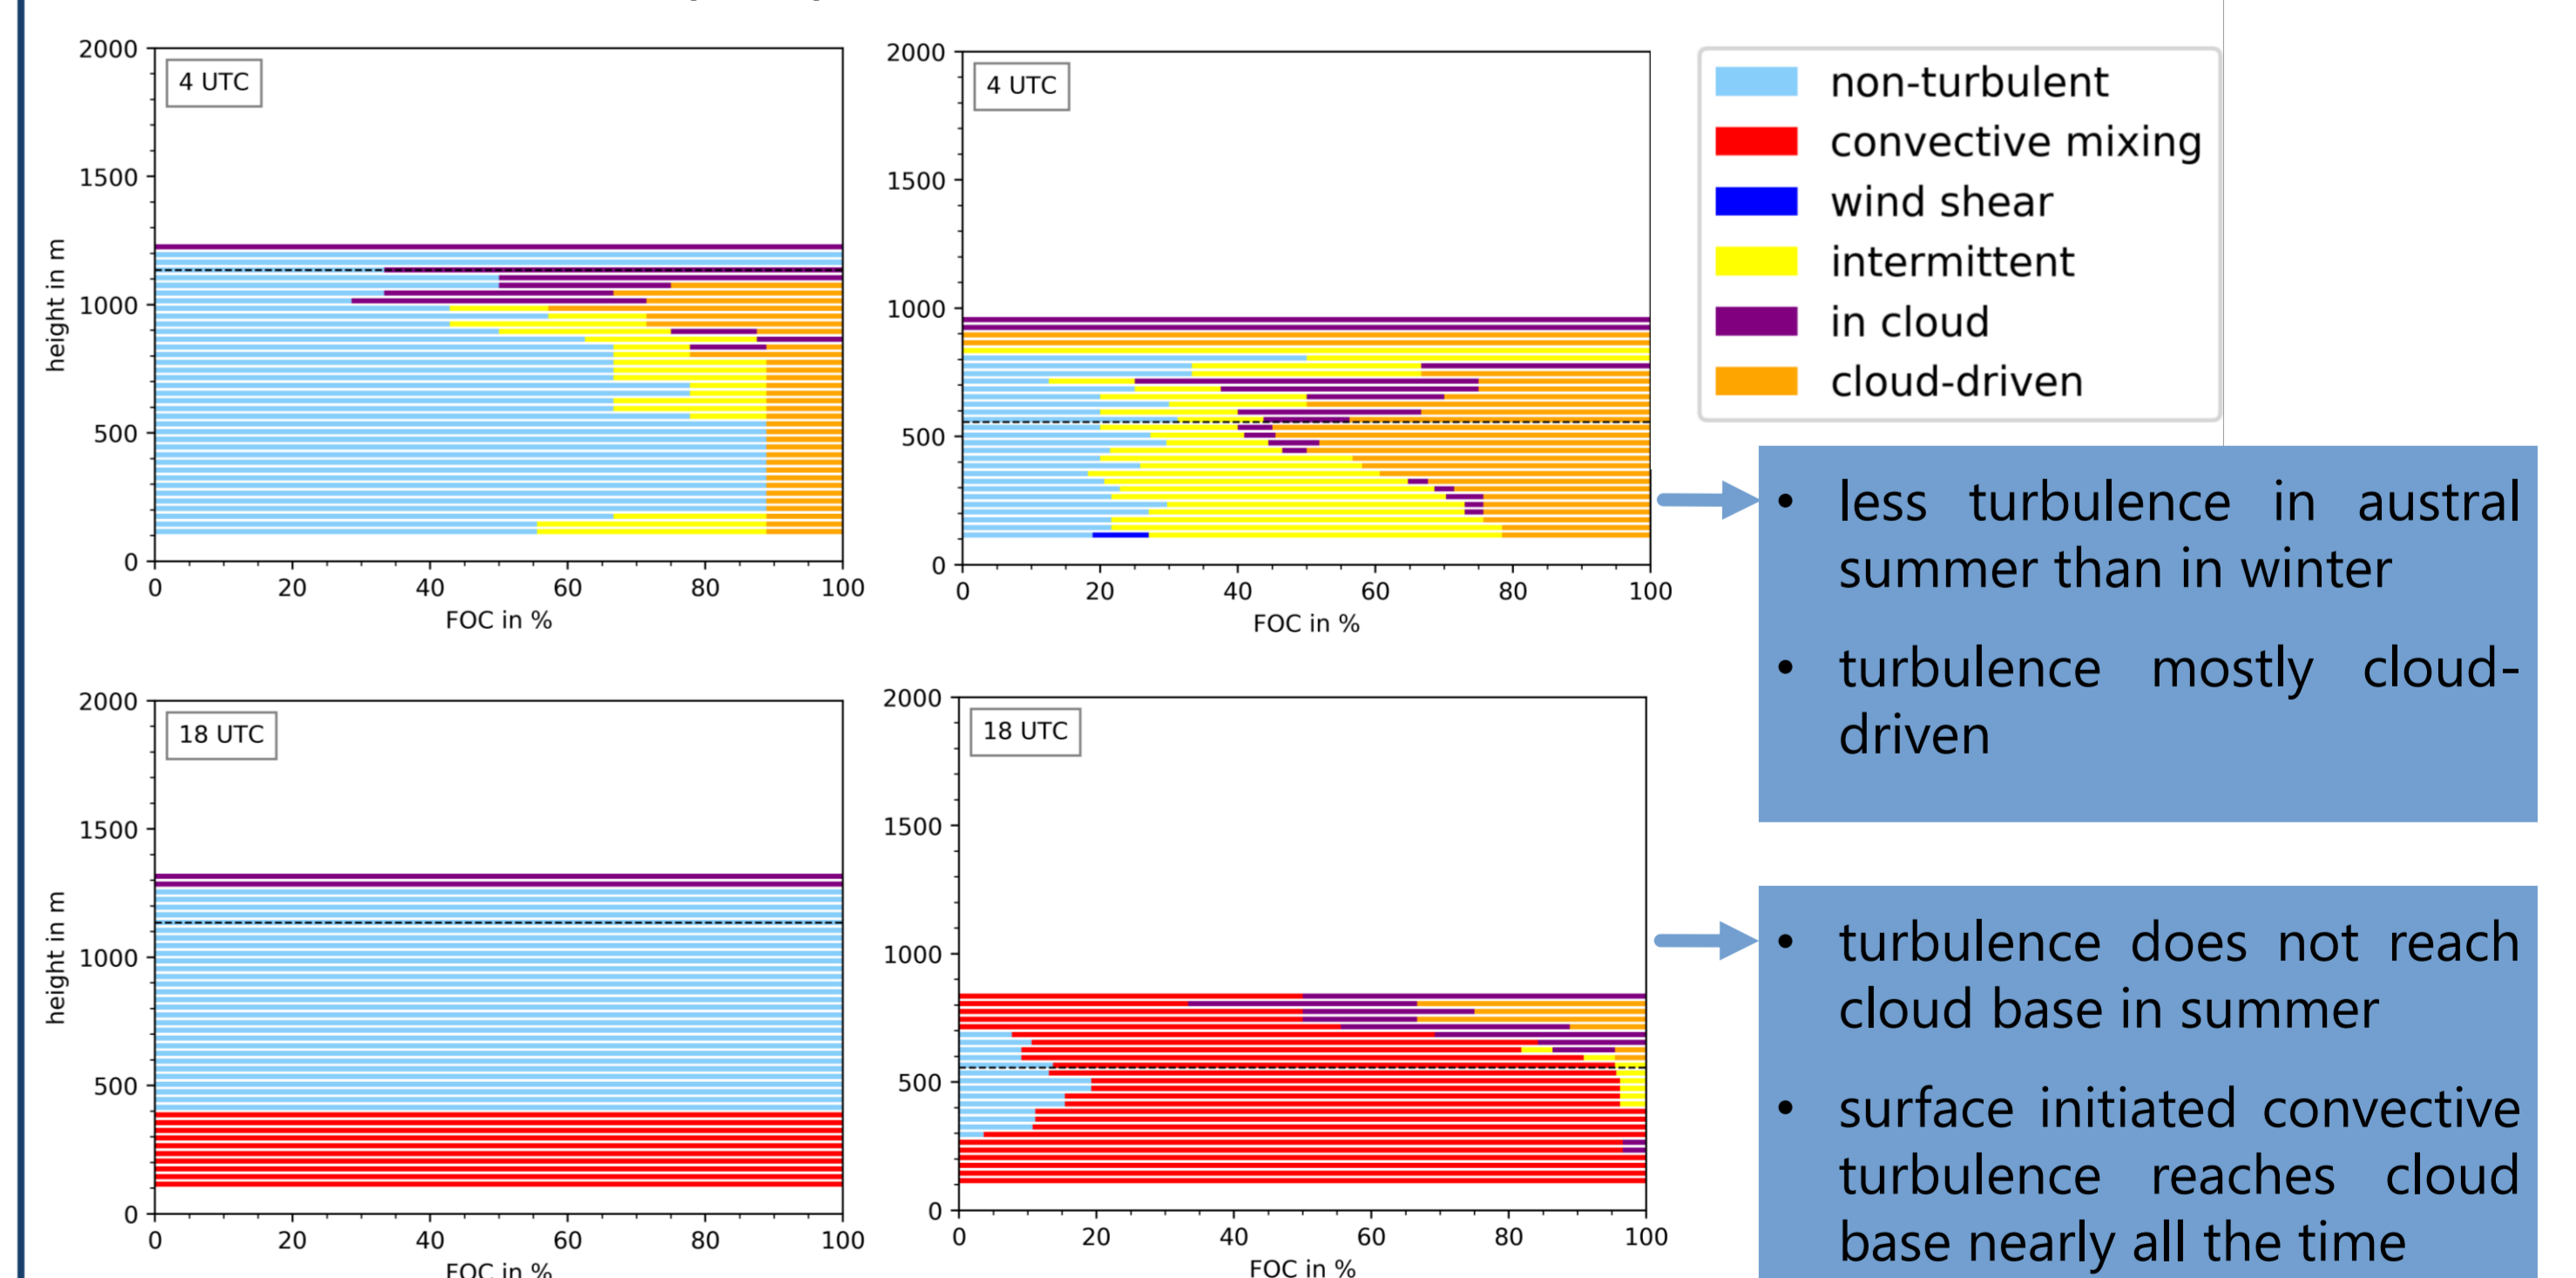 2000
4 UTC
1500
1000
500
0
height in m
0 20 40 60 80 100
FOC in %
2000
4 UTC
1500
1000
500
0
0 20 40 60 80 100
FOC in %
non-turbulent
convective mixing
wind shear
intermittent
in cloud
cloud-driven
• less turbulence in austral
summer than in winter
• turbulence mostly cloud-
driven
2000
18 UTC
1500
1000
500
0
height in m
0 20 40 60 80 100
FOC in %
2000
18 UTC
1500
1000
500
0
0 20 40 60 80 100
FOC in %
• turbulence does not reach
cloud base in summer
• surface initiated convective
turbulence reaches cloud
base nearly all the time